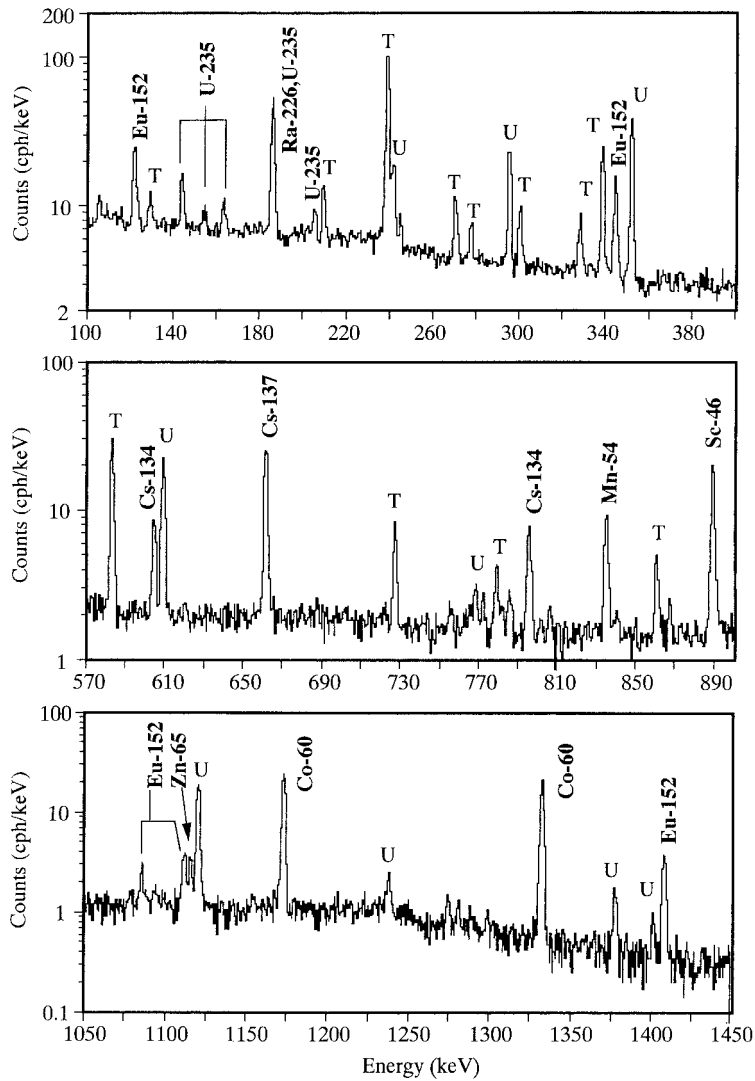 200
100
10
2
Counts (cph/keV)
Eu-152
T
U-235
Ra-226,U-235
U-235
T
T
U
T
T
U
T
T
T
Eu-152
U
100 140 180 220 260 300 340 380
100
10
1
Counts (cph/keV)
T
Cs-134
U
Cs-137
T
U
T
Cs-134
Mn-54
T
Sc-46
570 610 650 690 730 770 810 850 890
100
10
1
0.1
Counts (cph/keV)
Eu-152
Zn-65
U
Co-60
U
Co-60
U
U
Eu-152
1050 1100 1150 1200 1250 1300 1350 1400 1450
Energy (keV)